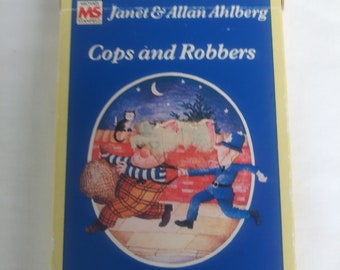 MS
Janet & Allan Ahlberg
Cops and Robbers